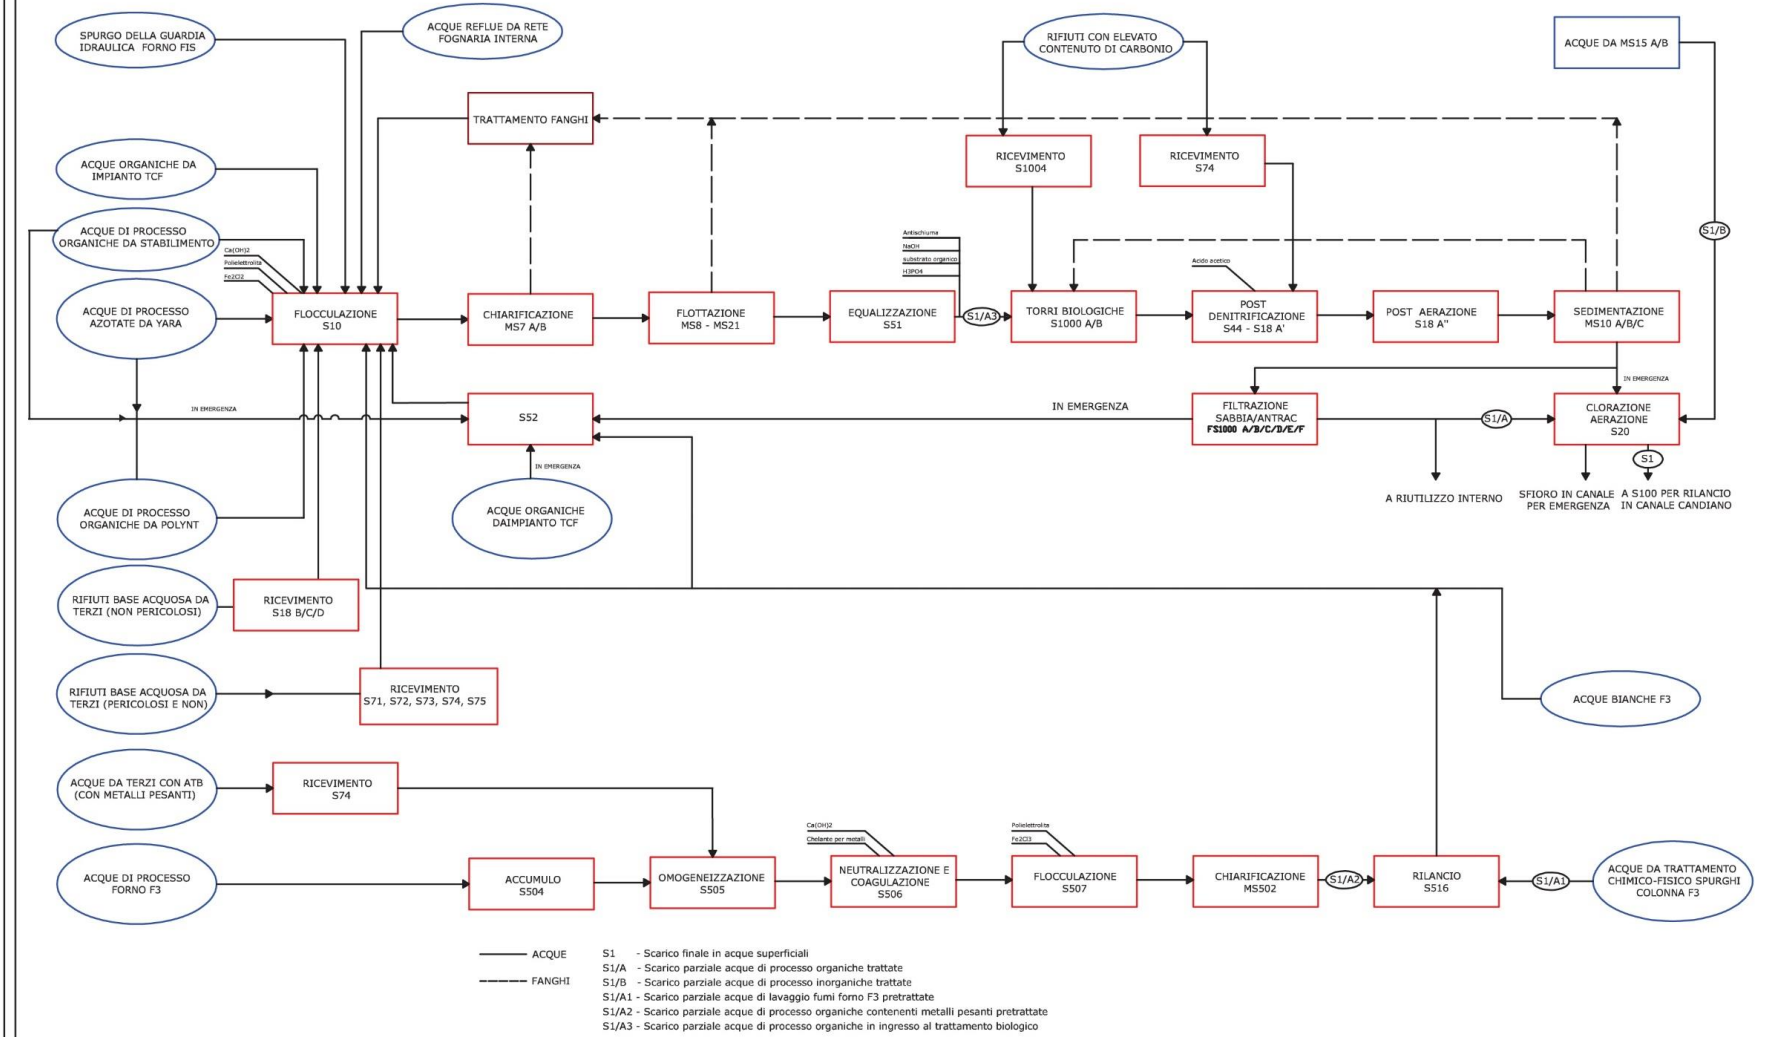 SPURGO DELLA GUARDIA
IDRAULICA FORNO FIS
ACQUE REFLUE DA RETE
FOGNARIA INTERNA
RIFIUTI CON ELEVATO
CONTENUTO DI CARBONIO
ACQUE DA MS15 A/B
TRATTAMENTO FANGHI
RICEVIMENTO
S1004
RICEVIMENTO
S74
ACQUE ORGANICHE DA
IMPIANTO TCF
ACQUE DI PROCESSO
ORGANICHE DA STABILIMENTO
S1/B
Ca(OH)2
Polielettrolita
Fe2Cl2
Antischiuma
NaOH
substrato organico
H3PO4
Acido acetico
ACQUE DI PROCESSO
AZOTATE DA YARA
FLOCCULAZIONE
S10
CHIARIFICAZIONE
MS7 A/B
FLOTTAZIONE
MS8 - MS21
EQUALIZZAZIONE
S51
S1/A3
TORRI BIOLOGICHE
S1000 A/B
POST
DENITRIFICAZIONE
S44 - S18 A'
POST AERAZIONE
S18 A"
SEDIMENTAZIONE
MS10 A/B/C
IN EMERGENZA
IN EMERGENZA
S52
IN EMERGENZA
FILTRAZIONE
SABBIA/ANTRAC
FS1000 A/B/C/D/E/F
S1/A
CLORAZIONE
AERAZIONE
S20
S1
IN EMERGENZA
A RIUTILIZZO INTERNO
SFIORO IN CANALE
PER EMERGENZA
A S100 PER RILANCIO
IN CANALE CANDIANO
ACQUE DI PROCESSO
ORGANICHE DA POLYNT
ACQUE ORGANICHE
DAIMPIANTO TCF
RIFIUTI BASE ACQUOSA DA
TERZI (NON PERICOLOSI)
RICEVIMENTO
S18 B/C/D
RIFIUTI BASE ACQUOSA DA
TERZI (PERICOLOSI E NON)
RICEVIMENTO
S71, S72, S73, S74, S75
ACQUE BIANCHE F3
ACQUE DA TERZI CON ATB
(CON METALLI PESANTI)
RICEVIMENTO
S74
Ca(OH)2
Chelante per metalli
Polielettrolita
Fe2Cl3
ACQUE DI PROCESSO
FORNO F3
ACCUMULO
S504
OMOGENEIZZAZIONE
S505
NEUTRALIZZAZIONE E
COAGULAZIONE
S506
FLOCCULAZIONE
S507
CHIARIFICAZIONE
MS502
S1/A2
RILANCIO
S516
S1/A1
ACQUE DA TRATTAMENTO
CHIMICO-FISICO SPURGHI
COLONNA F3
ACQUE
FANGHI
S1 - Scarico finale in acque superficiali
S1/A - Scarico parziale acque di processo organiche trattate
S1/B - Scarico parziale acque di processo inorganiche trattate
S1/A1 - Scarico parziale acque di lavaggio fumi forno F3 pretrattate
S1/A2 - Scarico parziale acque di processo organiche contenenti metalli pesanti pretrattate
S1/A3 - Scarico parziale acque di processo organiche in ingresso al trattamento biologico